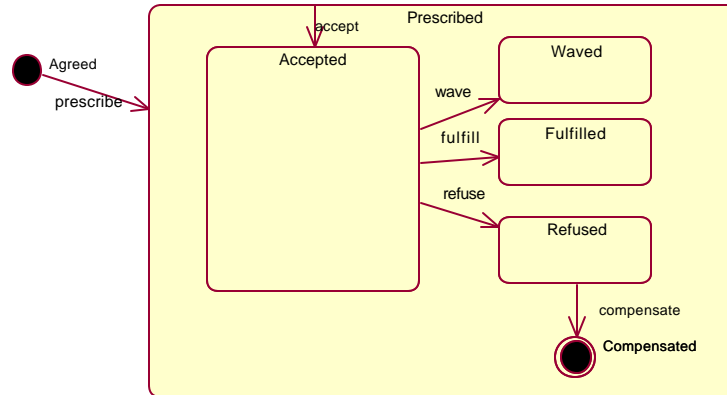 Prescribed
accept
Agreed
Accepted
Waved
wave
prescribe
fulfill
Fulfilled
refuse
Refused
compensate
Compensated